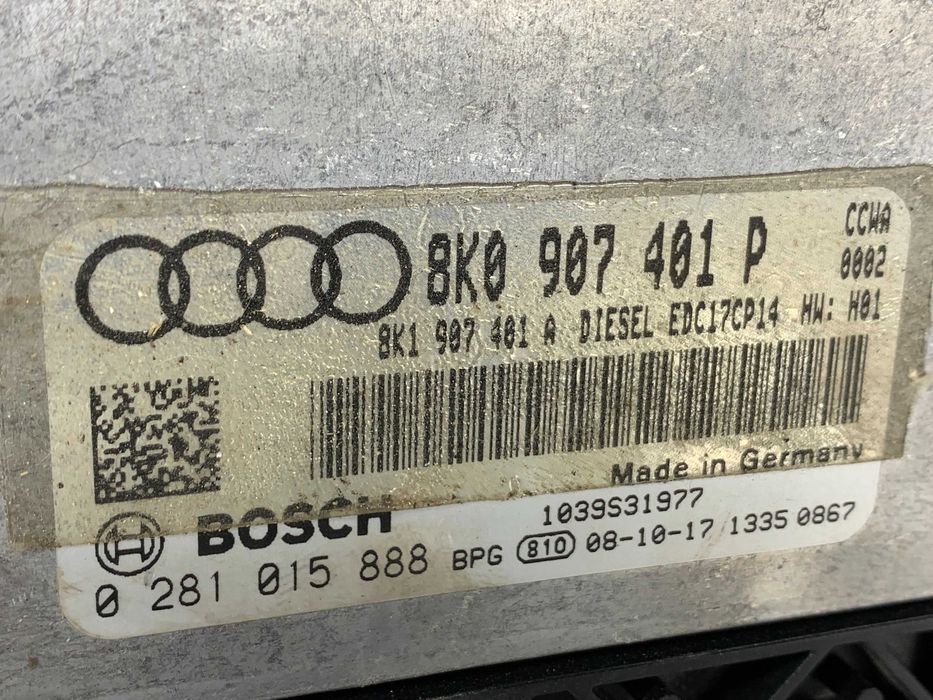 8K0 907 401 P CCWA
0002
8K1 907 401 A DIESEL EDC17CP14 HW: H01
Made in Germany
BOSCH 1039S31977
0 281 015 888 BPG 810 08-10-17 1335 0867